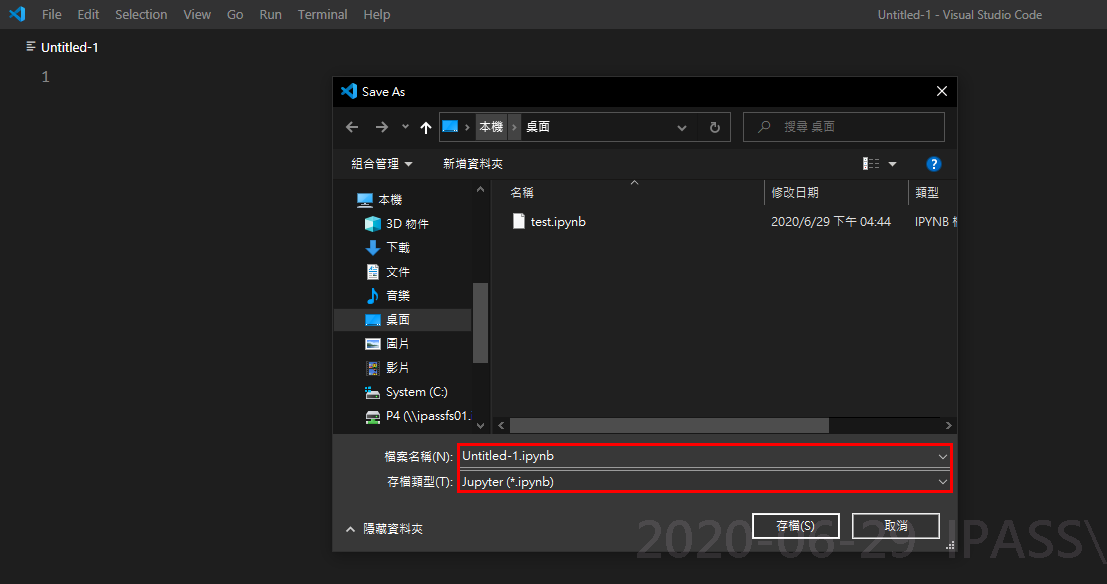 File Edit Selection View Go Run Terminal Help Untitled-1 - Visual Studio Code
Untitled-1
1
Save As
本機 桌面 搜尋 桌面
組合管理 新增資料夾
名稱 修改日期 類型
test.ipynb 2020/6/29 下午 04:44 IPYNB
本機
3D 物件
下載
文件
音樂
桌面
圖片
影片
System (C:)
P4 (\\ipassfs01.
檔案名稱(N): Untitled-1.ipynb
存檔類型(T): Jupyter (*.ipynb)
隱藏資料夾 存檔(S) 取消
2020-06-29 IPASS\